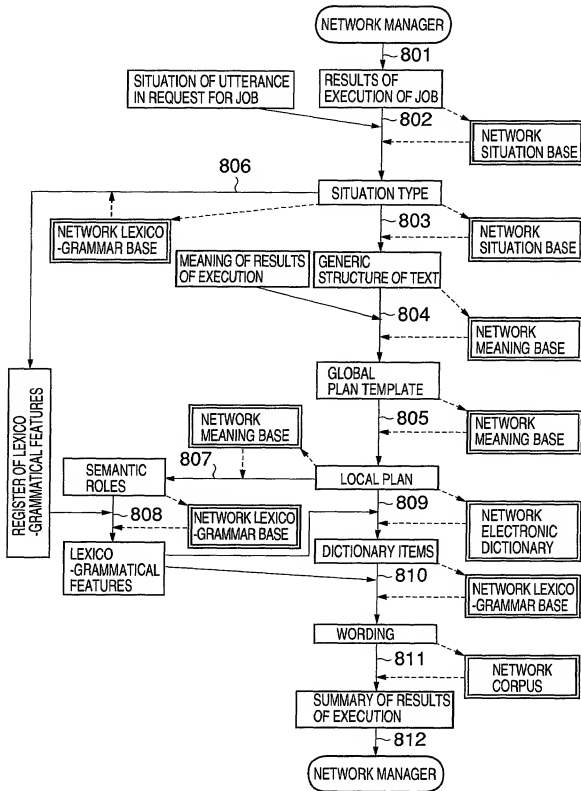 NETWORK MANAGER
801
SITUATION OF UTTERANCE
IN REQUEST FOR JOB
RESULTS OF
EXECUTION OF JOB
802
NETWORK
SITUATION BASE
806
SITUATION TYPE
803
NETWORK LEXICO
-GRAMMAR BASE
NETWORK
SITUATION BASE
MEANING OF RESULTS
OF EXECUTION
GENERIC
STRUCTURE OF TEXT
804
NETWORK
MEANING BASE
GLOBAL
PLAN TEMPLATE
805
NETWORK
MEANING BASE
NETWORK
MEANING BASE
807
REGISTER OF LEXICO
-GRAMMATICAL FEATURES
SEMANTIC
ROLES
LOCAL PLAN
809
808
NETWORK LEXICO
-GRAMMAR BASE
NETWORK
ELECTRONIC
DICTIONARY
LEXICO
-GRAMMATICAL
FEATURES
DICTIONARY ITEMS
810
NETWORK LEXICO
-GRAMMAR BASE
WORDING
811
NETWORK
CORPUS
SUMMARY OF RESULTS
OF EXECUTION
812
NETWORK MANAGER